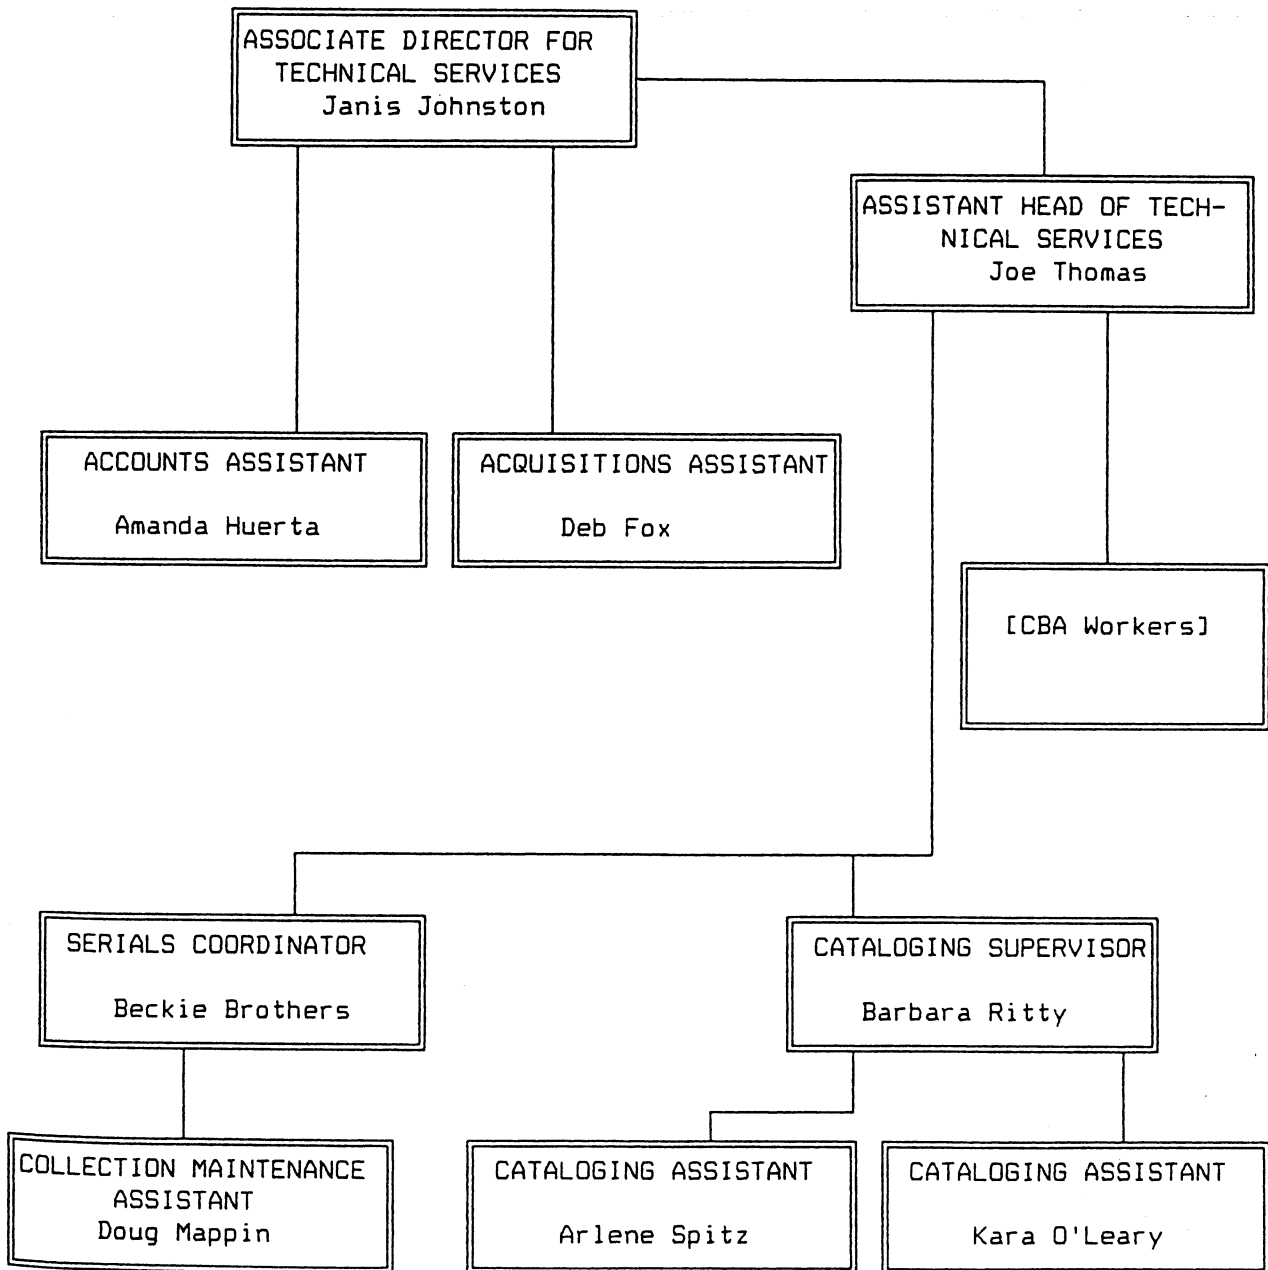 ASSOCIATE DIRECTOR FOR
TECHNICAL SERVICES
Janis Johnston
ASSISTANT HEAD OF TECH-
NICAL SERVICES
Joe Thomas
ACCOUNTS ASSISTANT
Amanda Huerta
ACQUISITIONS ASSISTANT
Deb Fox
[CBA Workers]
SERIALS COORDINATOR
Beckie Brothers
CATALOGING SUPERVISOR
Barbara Ritty
COLLECTION MAINTENANCE
ASSISTANT
Doug Mappin
CATALOGING ASSISTANT
Arlene Spitz
CATALOGING ASSISTANT
Kara O'Leary